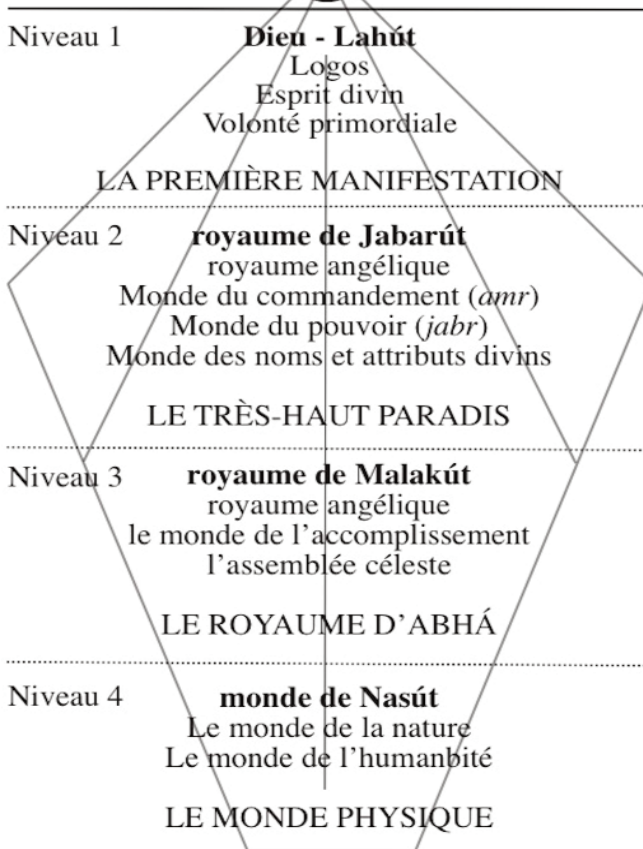 Niveau 1
Dieu - Lahút
Logos
Esprit divin
Volonté primordiale
LA PREMIÈRE MANIFESTATION
Niveau 2
royaume de Jabarút
royaume angélique
Monde du commandement (amr)
Monde du pouvoir (jabr)
Monde des noms et attributs divins
LE TRÈS-HAUT PARADIS
Niveau 3
royaume de Malakút
royaume angélique
le monde de l’accomplissement
l’assemblée céleste
LE ROYAUME D’ABHÁ
Niveau 4
monde de Nasút
Le monde de la nature
Le monde de l’humanbité
LE MONDE PHYSIQUE